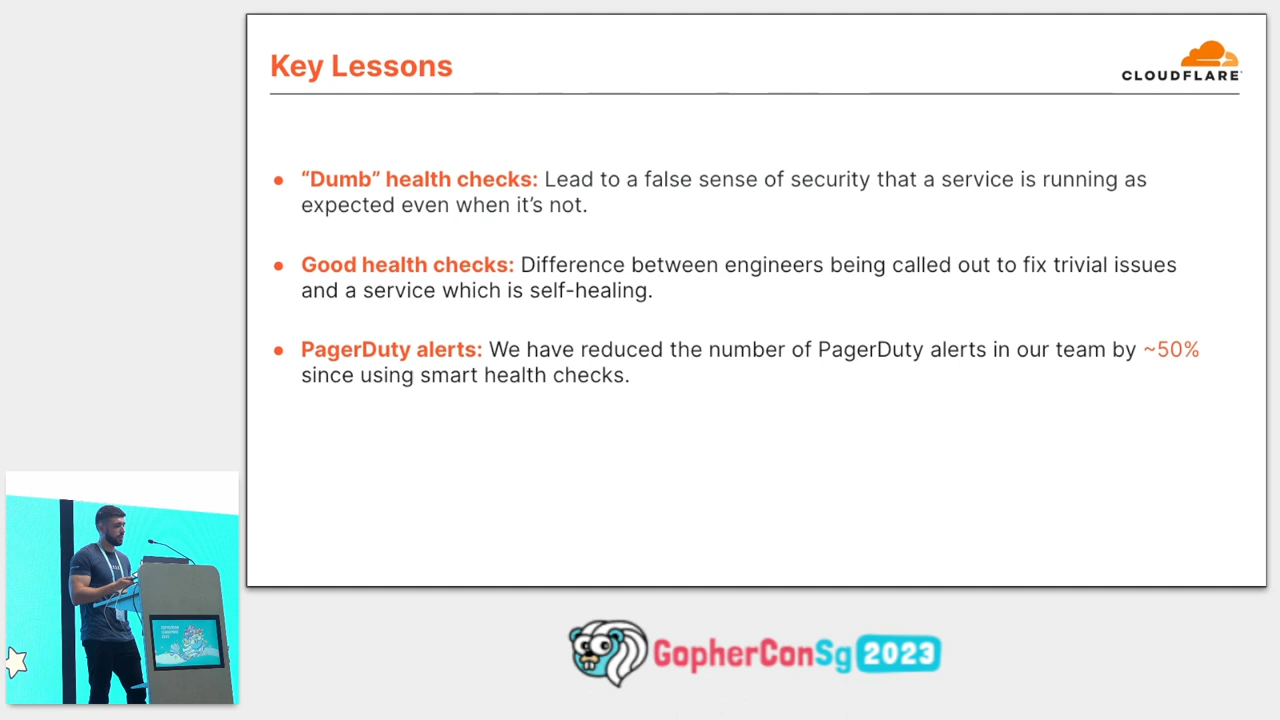 Key Lessons
CLOUDFLARE
● “Dumb” health checks: Lead to a false sense of security that a service is running as
expected even when it’s not.
● Good health checks: Difference between engineers being called out to fix trivial issues
and a service which is self-healing.
● PagerDuty alerts: We have reduced the number of PagerDuty alerts in our team by ~50%
since using smart health checks.
GopherConSg 2023